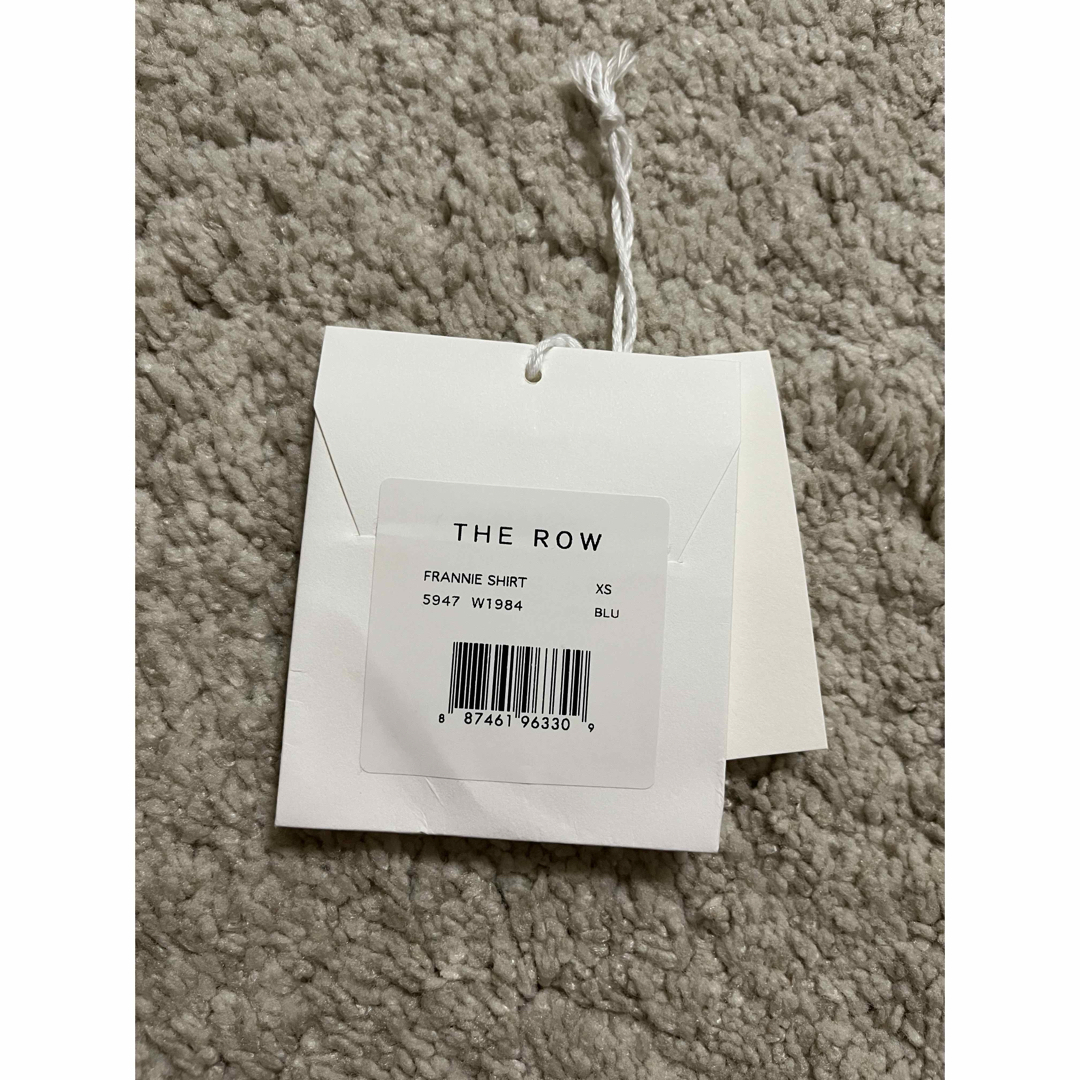 THE ROW
FRANNIE SHIRT XS
5947 W1984 BLU
8 87461 96330 9